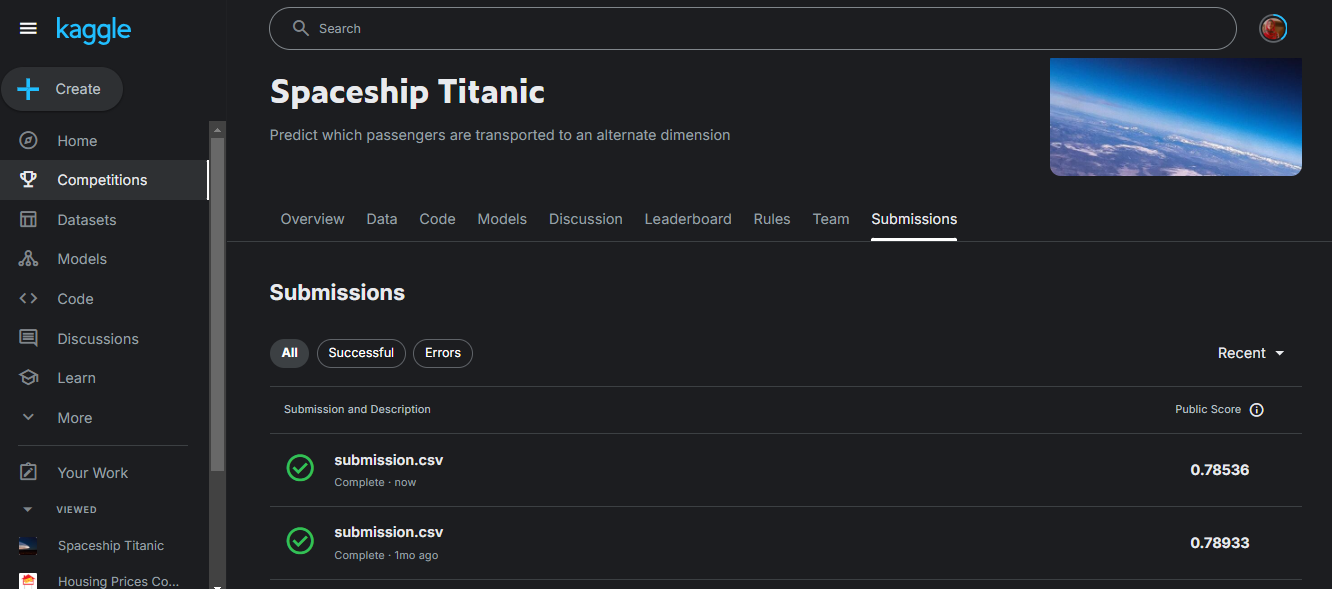 kaggle
Search
Create
Home
Competitions
Datasets
Models
Code
Discussions
Learn
More
Your Work
VIEWED
Spaceship Titanic
Housing Prices Co...
Spaceship Titanic
Predict which passengers are transported to an alternate dimension
Overview Data Code Models Discussion Leaderboard Rules Team Submissions
Submissions
All Successful Errors Recent
Submission and Description Public Score
submission.csv 0.78536
Complete · now
submission.csv 0.78933
Complete · 1mo ago